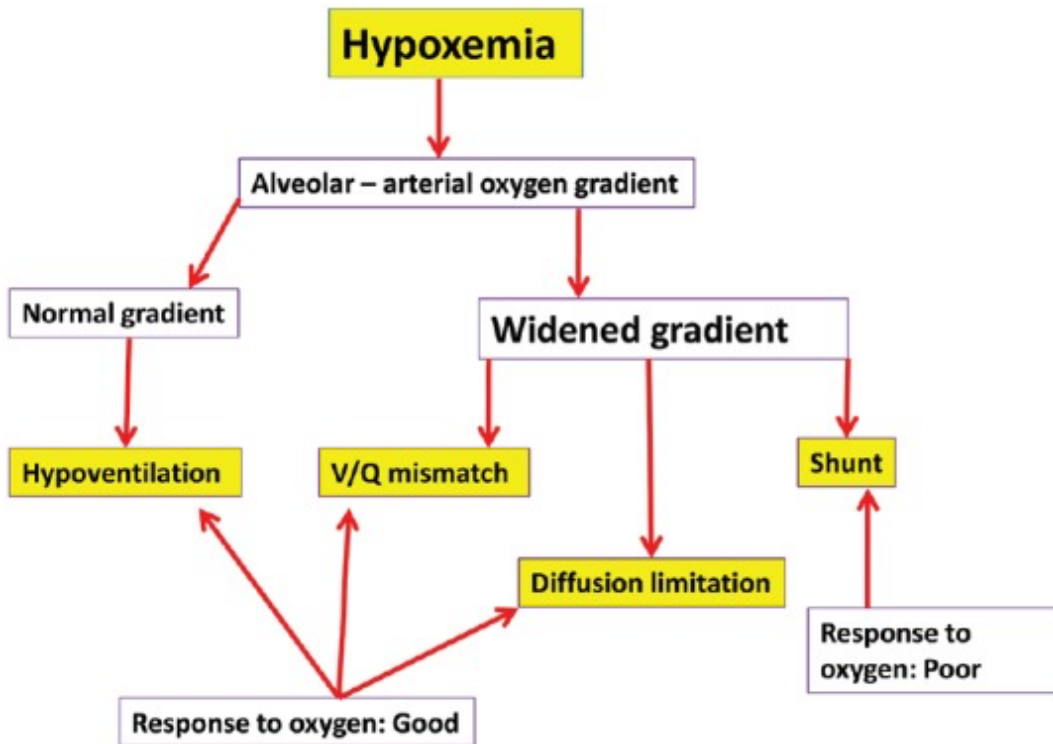 Hypoxemia
Alveolar – arterial oxygen gradient
Normal gradient
Widened gradient
Hypoventilation
V/Q mismatch
Shunt
Diffusion limitation
Response to
oxygen: Poor
Response to oxygen: Good